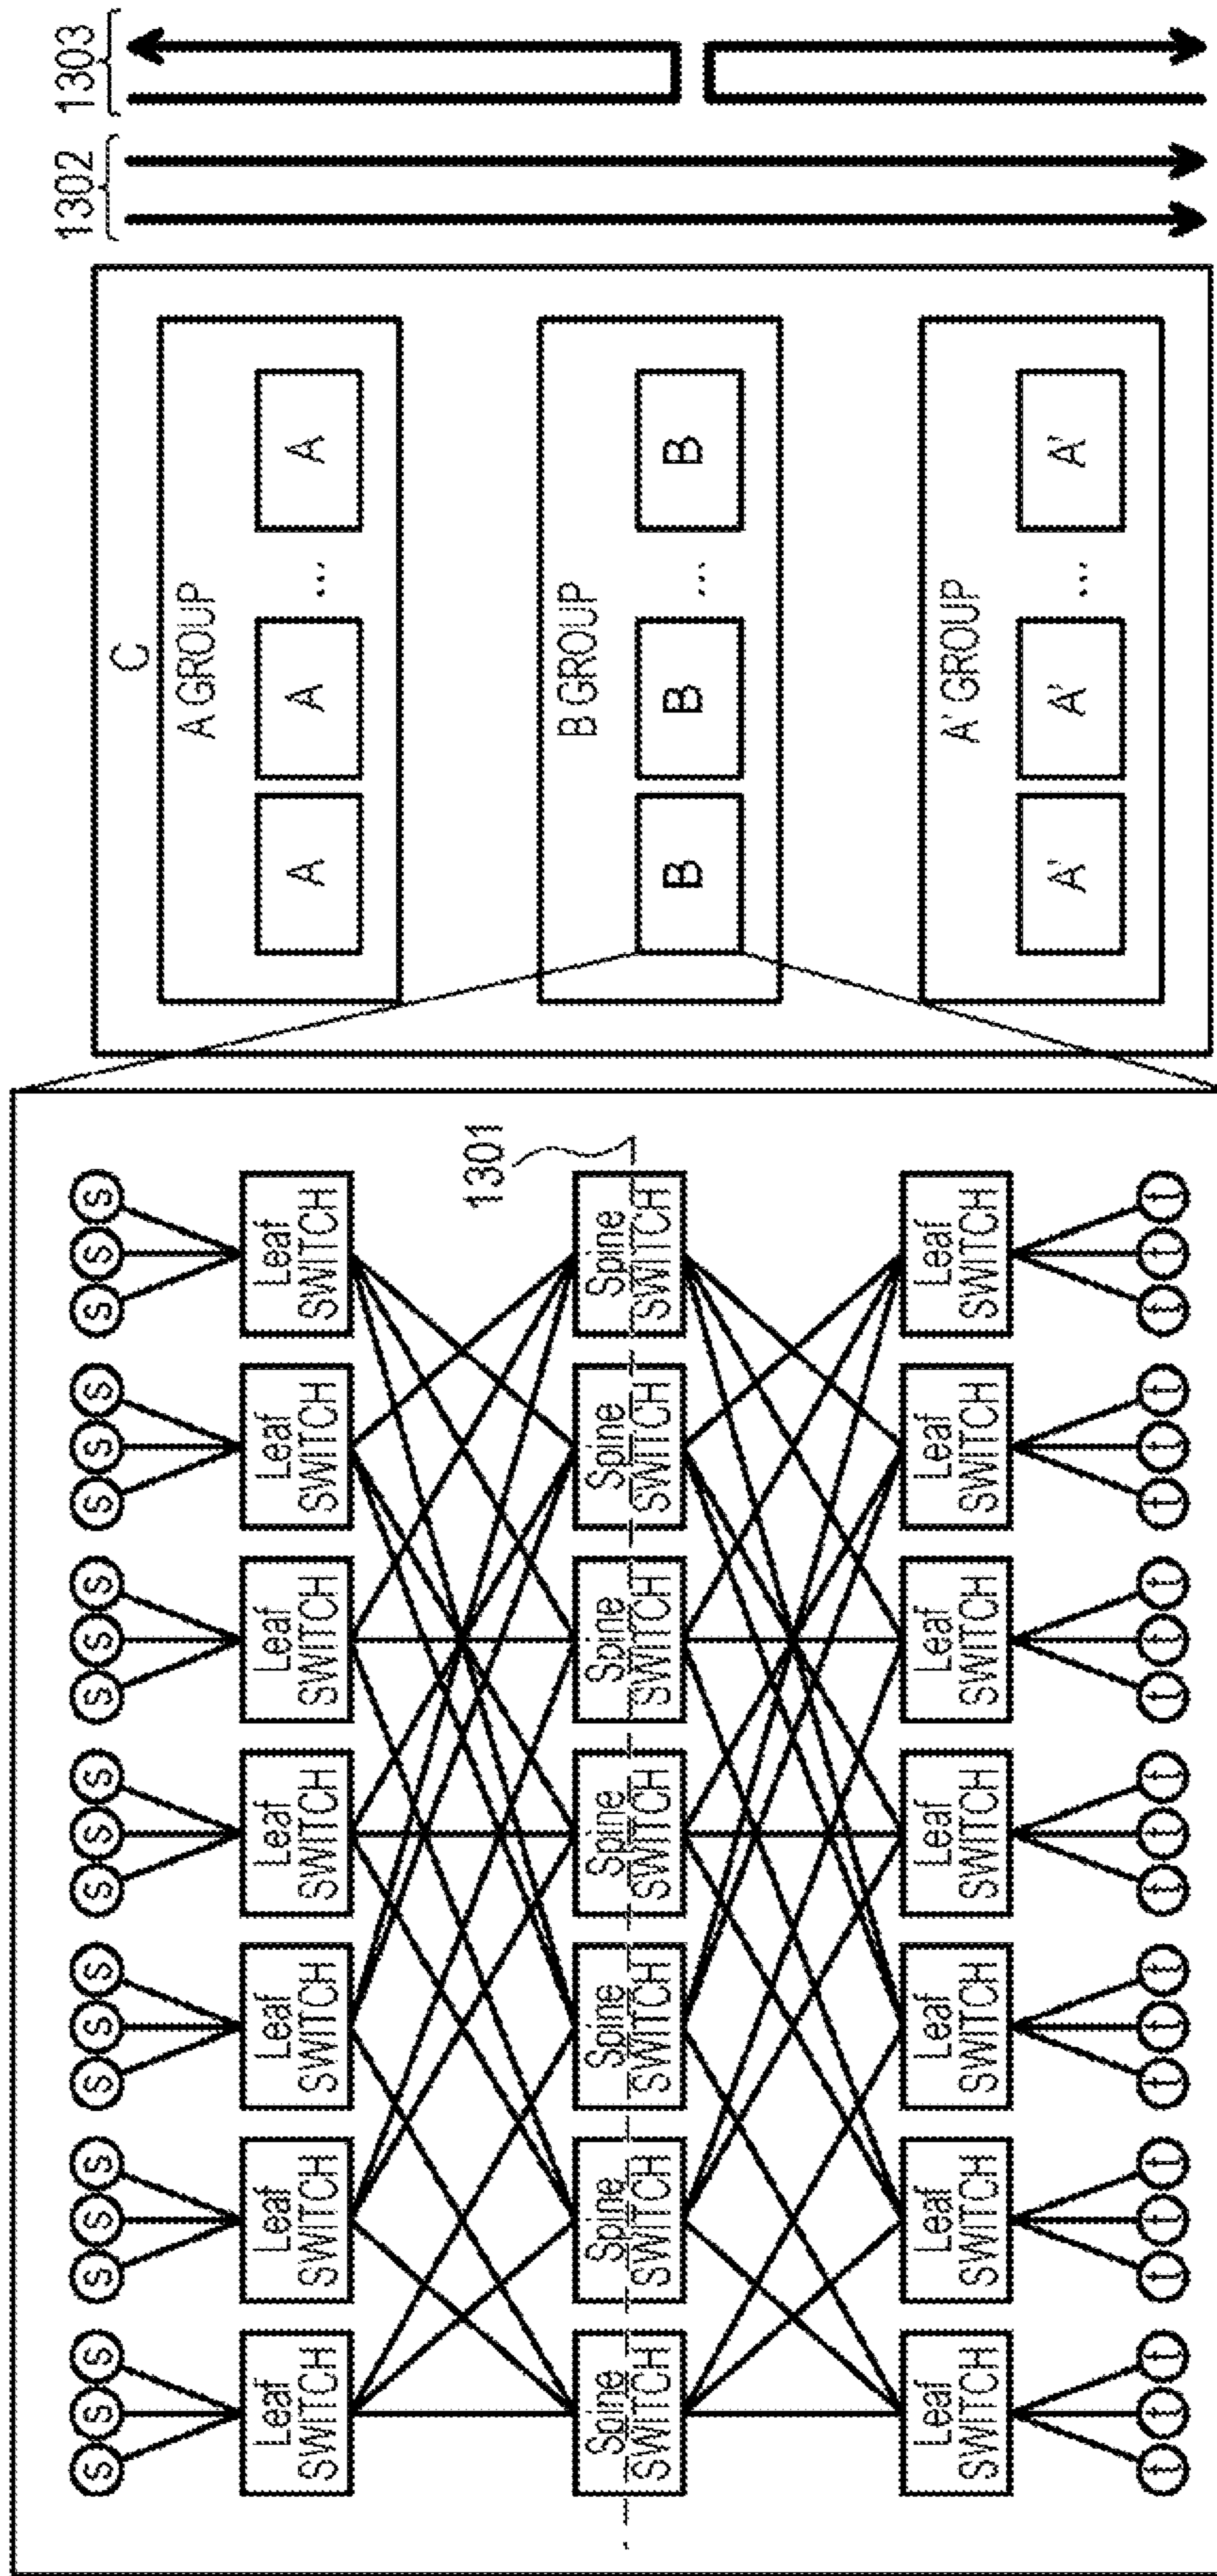 s s s s s s s s s s s s s s s s s s s s s
Leaf SWITCH
Leaf SWITCH
Leaf SWITCH
Leaf SWITCH
Leaf SWITCH
Leaf SWITCH
Leaf SWITCH
1301
Spine SWITCH
Spine SWITCH
Spine SWITCH
Spine SWITCH
Spine SWITCH
Spine SWITCH
Spine SWITCH
Leaf SWITCH
Leaf SWITCH
Leaf SWITCH
Leaf SWITCH
Leaf SWITCH
Leaf SWITCH
Leaf SWITCH
t t t t t t t t t t t t t t t t t t t t t
C
A GROUP
A A ... A
B GROUP
B B ... B
A' GROUP
A' A' ... A'
1302
1303